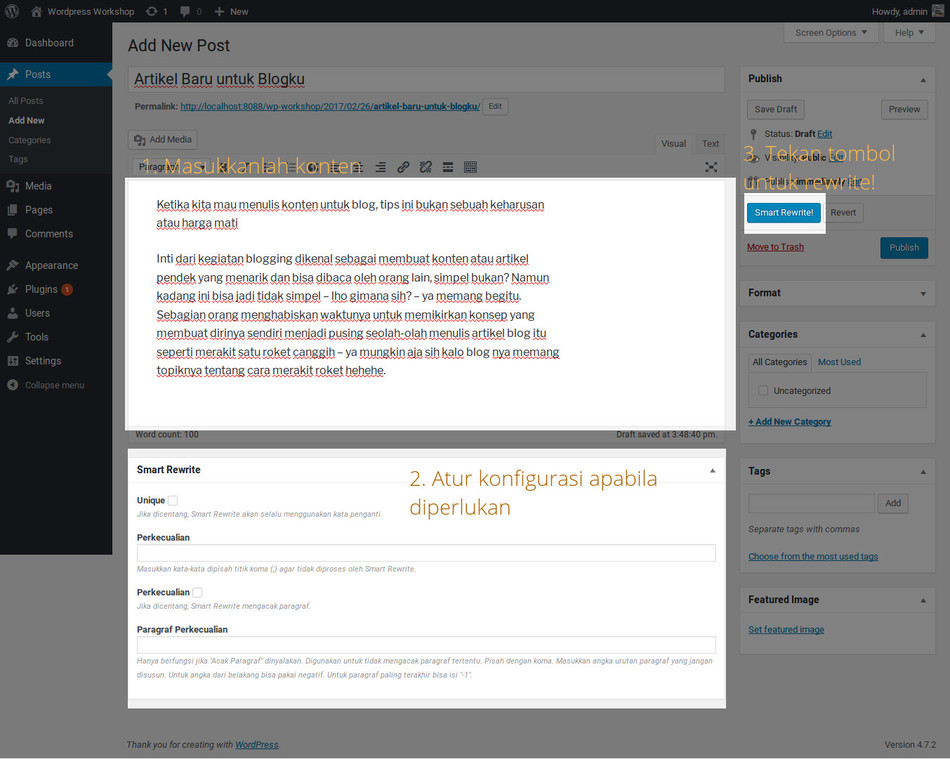 Wordpress Workshop 1 0 New Howdy, admin
Screen Options Help
Dashboard
Posts
All Posts
Add New
Categories
Tags
Media
Pages
Comments
Appearance
Plugins 1
Users
Tools
Settings
Collapse menu
Add New Post
Artikel Baru untuk Blogku
Permalink: http://localhost:8088/wp-workshop/2017/02/26/artikel-baru-untuk-blogku/ Edit
Add Media
Visual Text
Paragraph
1. Masukkanlah konten
Ketika kita mau menulis konten untuk blog, tips ini bukan sebuah keharusan
atau harga mati
Inti dari kegiatan blogging dikenal sebagai membuat konten atau artikel
pendek yang menarik dan bisa dibaca oleh orang lain, simpel bukan? Namun
kadang ini bisa jadi tidak simpel – lho gimana sih? – ya memang begitu.
Sebagian orang menghabiskan waktunya untuk memikirkan konsep yang
membuat dirinya sendiri menjadi pusing seolah-olah menulis artikel blog itu
seperti merakit satu roket canggih – ya mungkin aja sih kalo blog nya memang
topiknya tentang cara merakit roket hehehe.
Word count: 100 Draft saved at 3:48:40 pm.
Smart Rewrite
2. Atur konfigurasi apabila
diperlukan
Unique
Jika dicentang, Smart Rewrite akan selalu menggunakan kata penganti.
Perkecualian
Masukkan kata-kata dipisah titik koma (;) agar tidak diproses oleh Smart Rewrite.
Perkecualian
Jika dicentang, Smart Rewrite mengacak paragraf.
Paragraf Perkecualian
Hanya berfungsi jika "Acak Paragraf" dinyalakan. Digunakan untuk tidak mengacak paragraf tertentu. Pisah dengan koma. Masukkan angka urutan paragraf yang jangan
disusun. Untuk angka dari belakang bisa pakai negatif. Untuk paragraf paling terakhir bisa isi "-1".
Publish
Save Draft Preview
Status: Draft Edit
3. Tekan tombol
Visibility: Public Edit
untuk rewrite!
Smart Rewrite! Revert
Move to Trash Publish
Format
Categories
All Categories Most Used
Uncategorized
+ Add New Category
Tags
Add
Separate tags with commas
Choose from the most used tags
Featured Image
Set featured image
Thank you for creating with WordPress. Version 4.7.2